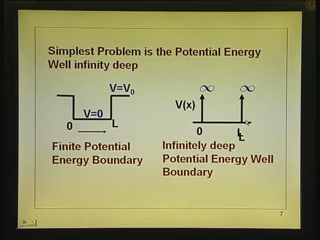 Simplest Problem is the Potential Energy
Well infinity deep
V=V0
V=0
0
L
V(x)
∞
∞
0
L
Finite Potential
Energy Boundary
Infinitely deep
Potential Energy Well
Boundary
7